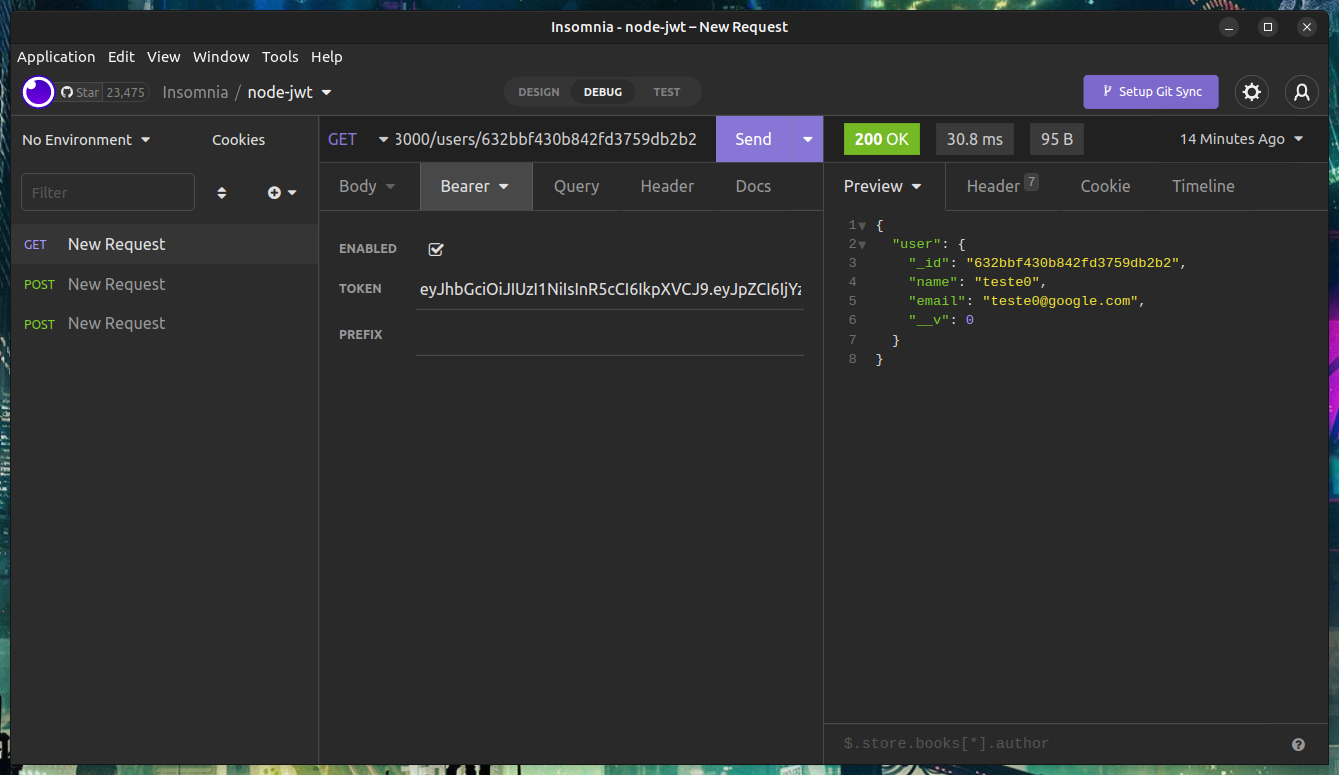 Insomnia - node-jwt – New Request
Application Edit View Window Tools Help
Star 23,475 Insomnia / node-jwt DESIGN DEBUG TEST Setup Git Sync
No Environment Cookies
GET 3000/users/632bbf430b842fd3759db2b2 Send
200 OK 30.8 ms 95 B 14 Minutes Ago
Filter
Body Bearer Query Header Docs
Preview Header 7 Cookie Timeline
GET New Request
POST New Request
POST New Request
ENABLED
TOKEN eyJhbGciOiJIUzI1NiIsInR5cCI6IkpXVCJ9.eyJpZCI6IjYz
PREFIX
1 {
2 "user": {
3 "_id": "632bbf430b842fd3759db2b2",
4 "name": "teste0",
5 "email": "teste0@google.com",
6 "__v": 0
7 }
8 }
$.store.books[*].author